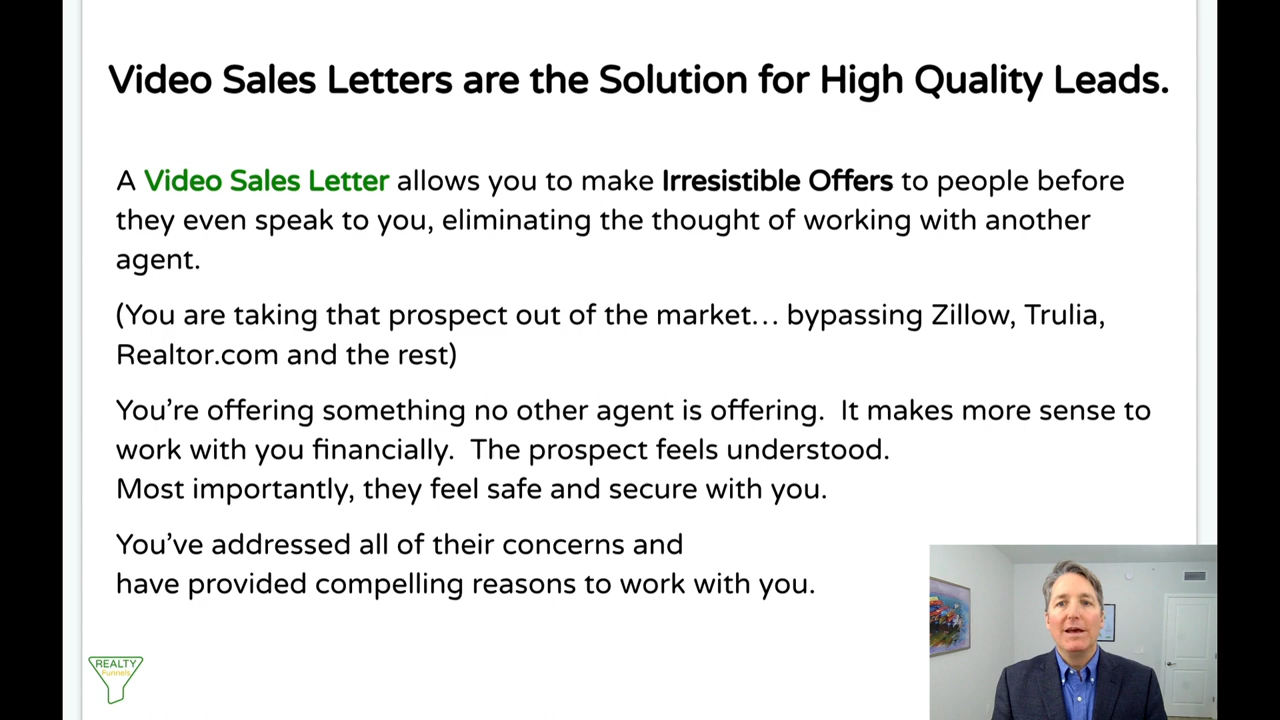 Video Sales Letters are the Solution for High Quality Leads.
A Video Sales Letter allows you to make Irresistible Offers to people before
they even speak to you, eliminating the thought of working with another
agent.
(You are taking that prospect out of the market… bypassing Zillow, Trulia,
Realtor.com and the rest)
You’re offering something no other agent is offering.  It makes more sense to
work with you financially.  The prospect feels understood.
Most importantly, they feel safe and secure with you.
You’ve addressed all of their concerns and
have provided compelling reasons to work with you.
REALTY
Funnels